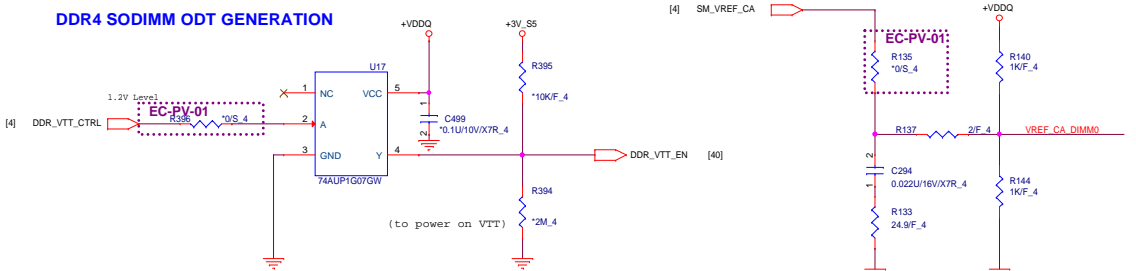 DDR4 SODIMM ODT GENERATION
+VDDQ
+3V_S5
U17
1
NC
VCC
5
2
A
3
GND
Y
4
74AUP1G07GW
1.2V Level
EC-PV-01
[4]
DDR_VTT_CTRL
R396
*0/S_4
1
2
C499
*0.1U/10V/X7R_4
R395
*10K/F_4
DDR_VTT_EN
[40]
R394
*2M_4
(to power on VTT)
[4]
SM_VREF_CA
+VDDQ
EC-PV-01
R135
*0/S_4
R140
1K/F_4
R137
2/F_4
VREF_CA_DIMM0
2
1
C294
0.022U/16V/X7R_4
R144
1K/F_4
R133
24.9/F_4